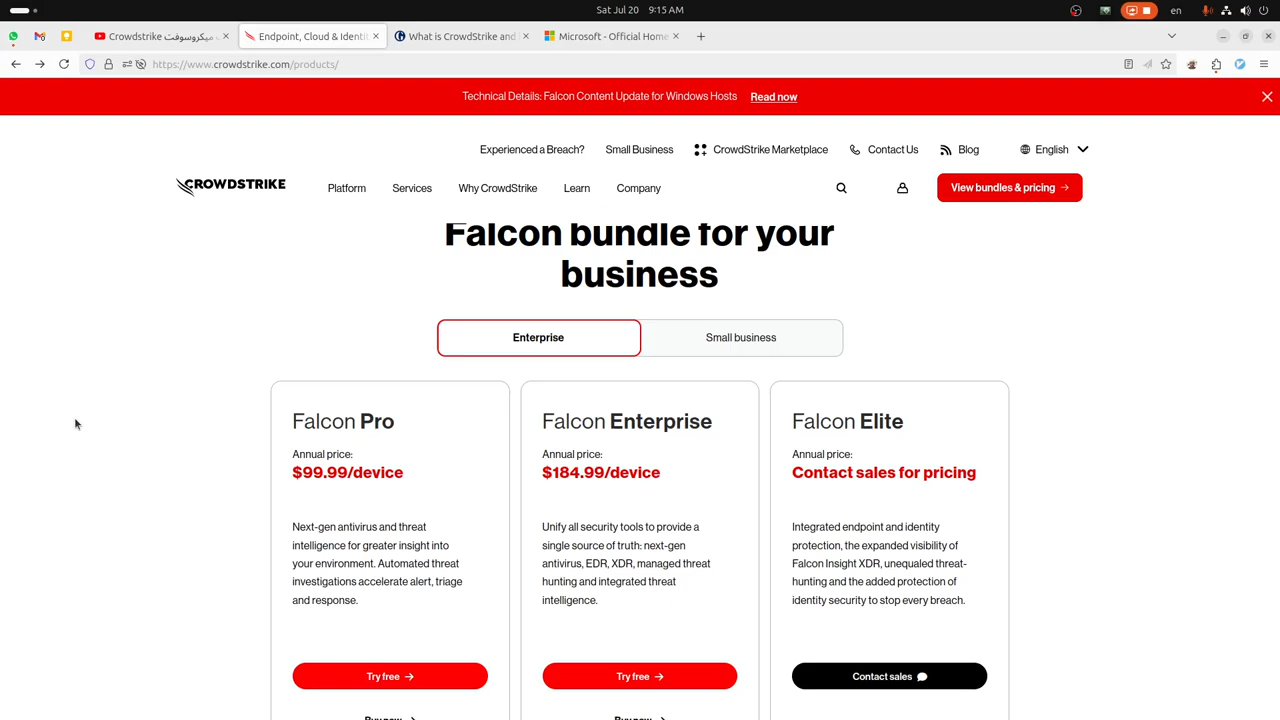 Sat Jul 20 9:15 AM
en
Crowdstrike ميكروسوفت
Endpoint, Cloud & Identit
What is CrowdStrike and
Microsoft - Official Home
https://www.crowdstrike.com/products/
Technical Details: Falcon Content Update for Windows Hosts Read now
Experienced a Breach? Small Business CrowdStrike Marketplace Contact Us Blog English
CROWDSTRIKE Platform Services Why CrowdStrike Learn Company View bundles & pricing →
Falcon bundle for your
business
Enterprise Small business
Falcon Pro
Annual price:
$99.99/device
Next-gen antivirus and threat
intelligence for greater insight into
your environment. Automated threat
investigations accelerate alert, triage
and response.
Try free →
Buy now
Falcon Enterprise
Annual price:
$184.99/device
Unify all security tools to provide a
single source of truth: next-gen
antivirus, EDR, XDR, managed threat
hunting and integrated threat
intelligence.
Try free →
Buy now
Falcon Elite
Annual price:
Contact sales for pricing
Integrated endpoint and identity
protection, the expanded visibility of
Falcon Insight XDR, unequaled threat-
hunting and the added protection of
identity security to stop every breach.
Contact sales